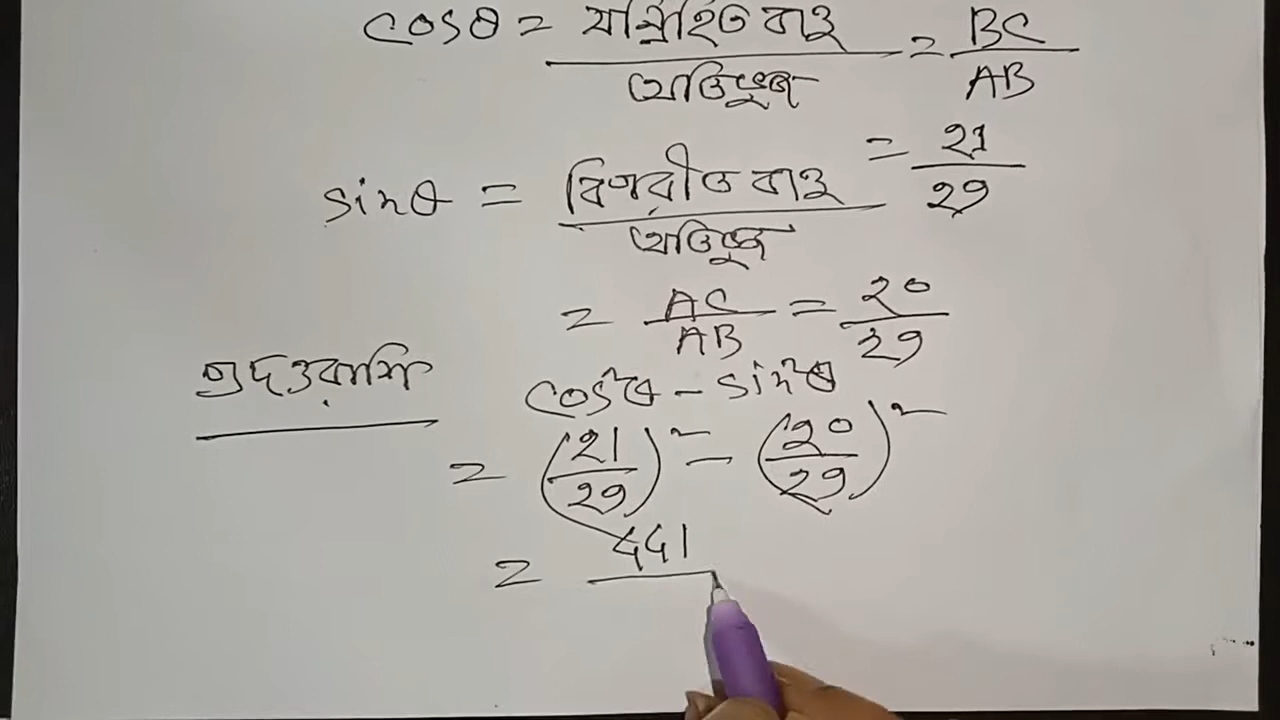 cosθ = সন্নিহিত বাহু / অতিভুজ = BC / AB
= 21 / 29
sinθ = বিপরীত বাহু / অতিভুজ
= AC / AB = 20 / 29
প্রদত্ত রাশি cos²θ - sin²θ
= (21/29)² - (20/29)²
= 441